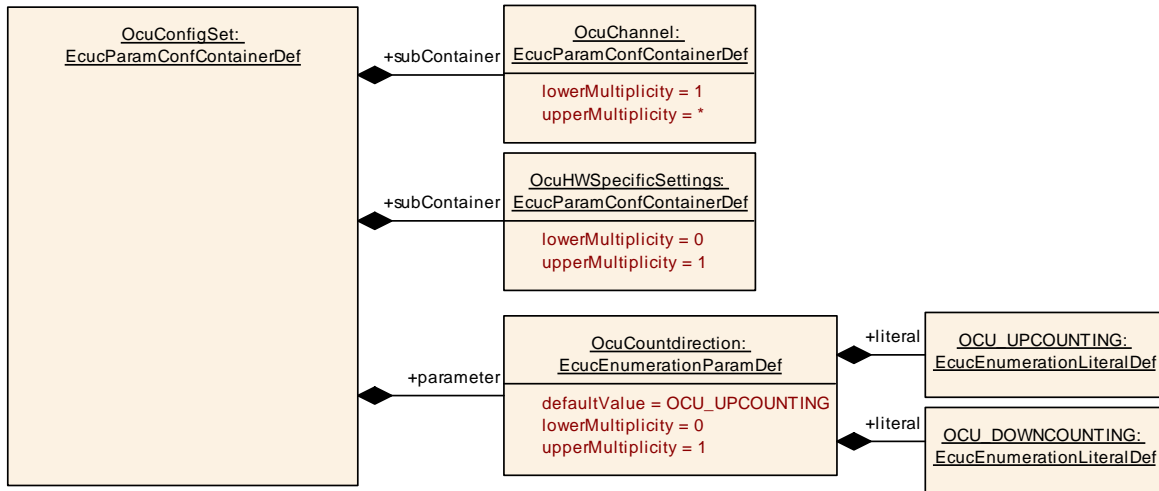 OcuConfigSet:
EcucParamConfContainerDef
+subContainer
OcuChannel:
EcucParamConfContainerDef
lowerMultiplicity = 1
upperMultiplicity = *
+subContainer
OcuHWSpecificSettings:
EcucParamConfContainerDef
lowerMultiplicity = 0
upperMultiplicity = 1
+parameter
OcuCountdirection:
EcucEnumerationParamDef
defaultValue = OCU_UPCOUNTING
lowerMultiplicity = 0
upperMultiplicity = 1
+literal
OCU_UPCOUNTING:
EcucEnumerationLiteralDef
+literal
OCU_DOWNCOUNTING:
EcucEnumerationLiteralDef